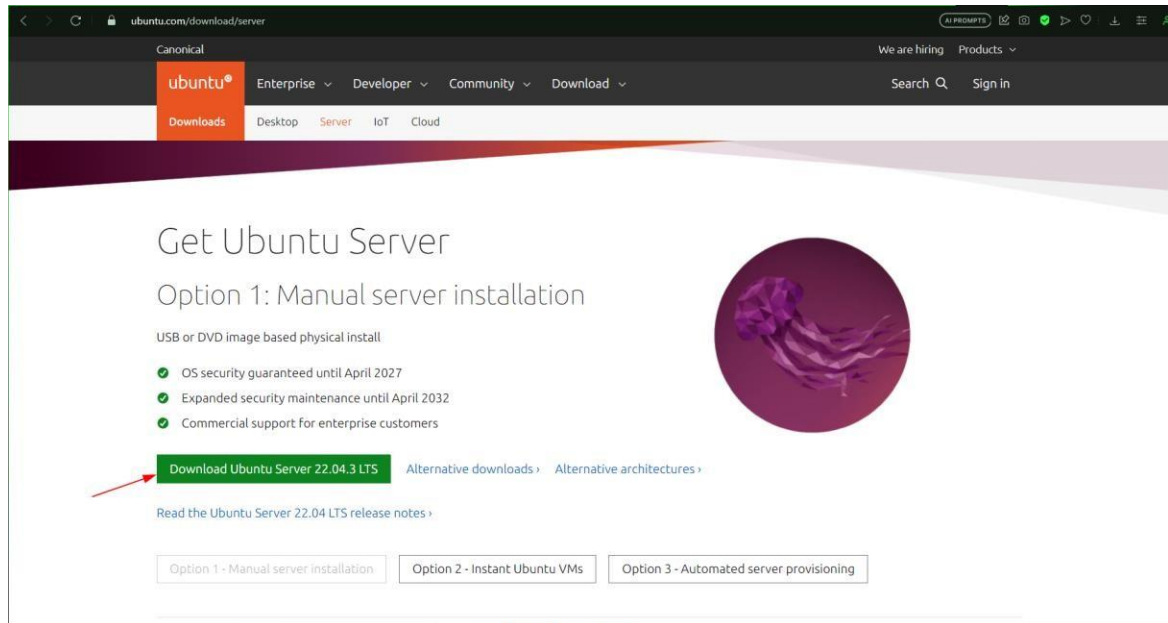 ubuntu.com/download/server
AI PROMPTS
Canonical
We are hiring Products
ubuntu® Enterprise Developer Community Download Search Sign in
Downloads Desktop Server IoT Cloud
Get Ubuntu Server
Option 1: Manual server installation
USB or DVD image based physical install
OS security guaranteed until April 2027
Expanded security maintenance until April 2032
Commercial support for enterprise customers
Download Ubuntu Server 22.04.3 LTS Alternative downloads › Alternative architectures ›
Read the Ubuntu Server 22.04 LTS release notes ›
Option 1 - Manual server installation Option 2 - Instant Ubuntu VMs Option 3 - Automated server provisioning